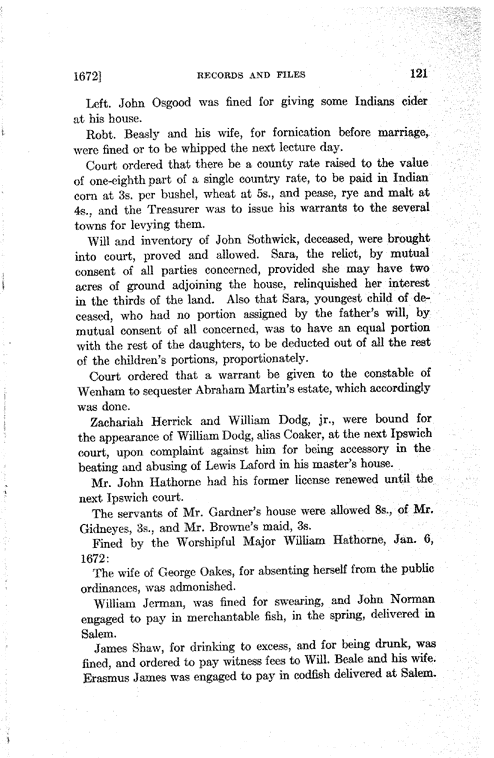 1672] RECORDS AND FILES 121
Left. John Osgood was fined for giving some Indians cider
at his house.
Robt. Beasly and his wife, for fornication before marriage,
were fined or to be whipped the next lecture day.
Court ordered that there be a county rate raised to the value
of one-eighth part of a single country rate, to be paid in Indian
corn at 3s. per bushel, wheat at 5s., and pease, rye and malt at
4s., and the Treasurer was to issue his warrants to the several
towns for levying them.
Will and inventory of John Sothwick, deceased, were brought
into court, proved and allowed. Sara, the relict, by mutual
consent of all parties concerned, provided she may have two
acres of ground adjoining the house, relinquished her interest
in the thirds of the land. Also that Sara, youngest child of de-
ceased, who had no portion assigned by the father's will, by
mutual consent of all concerned, was to have an equal portion
with the rest of the daughters, to be deducted out of all the rest
of the children's portions, proportionately.
Court ordered that a warrant be given to the constable of
Wenham to sequester Abraham Martin's estate, which accordingly
was done.
Zachariah Herrick and William Dodg, jr., were bound for
the appearance of William Dodg, alias Coaker, at the next Ipswich
court, upon complaint against him for being accessory in the
beating and abusing of Lewis Laford in his master's house.
Mr. John Hathorne had his former license renewed until the
next Ipswich court.
The servants of Mr. Gardner's house were allowed 8s., of Mr.
Gidneyes, 3s., and Mr. Browne's maid, 3s.
Fined by the Worshipful Major William Hathorne, Jan. 6,
1672:
The wife of George Oakes, for absenting herself from the public
ordinances, was admonished.
William Jerman, was fined for swearing, and John Norman
engaged to pay in merchantable fish, in the spring, delivered in
Salem.
James Shaw, for drinking to excess, and for being drunk, was
fined, and ordered to pay witness fees to Will. Beale and his wife.
Erasmus James was engaged to pay in codfish delivered at Salem.